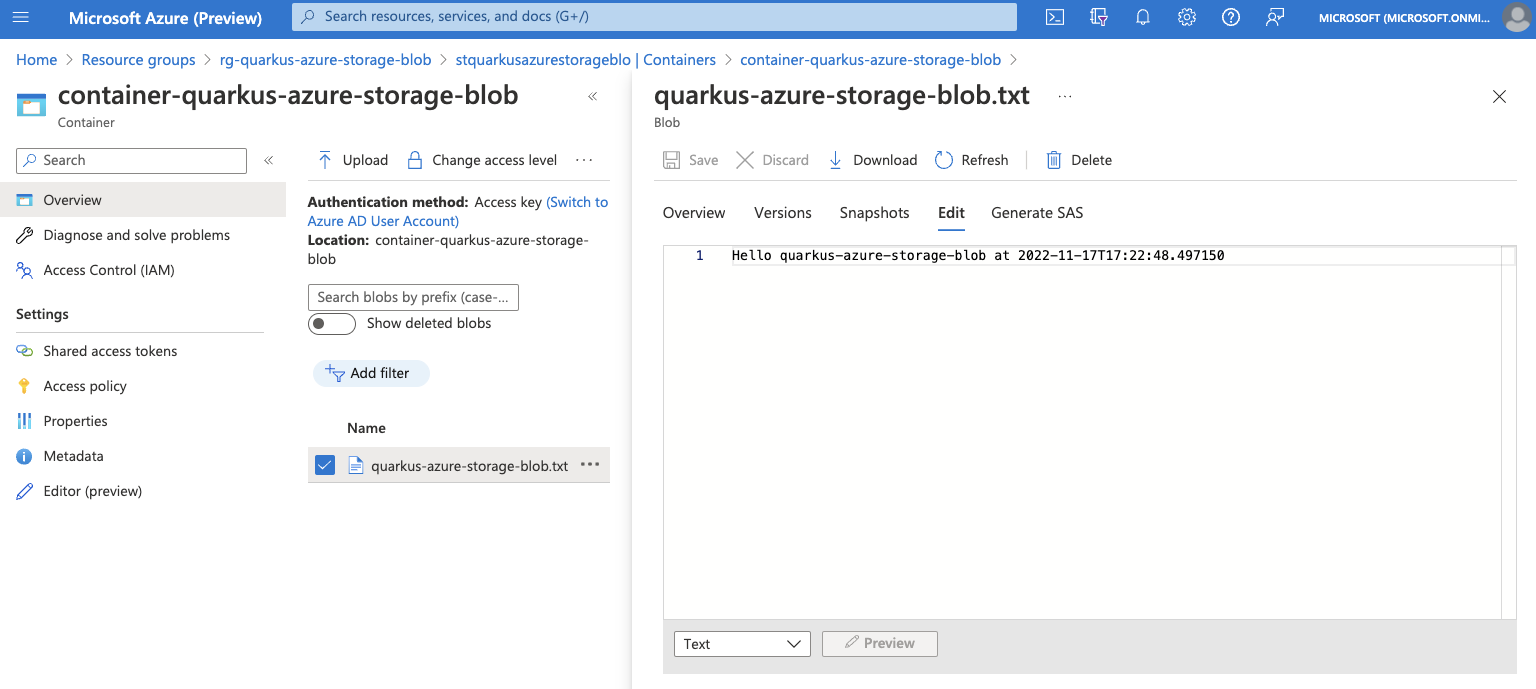 Microsoft Azure (Preview)
Search resources, services, and docs (G+/)
MICROSOFT (MICROSOFT.ONMI...
Home > Resource groups > rg-quarkus-azure-storage-blob > stquarkusazurestorageblo | Containers > container-quarkus-azure-storage-blob >
container-quarkus-azure-storage-blob
Container
Search
Overview
Diagnose and solve problems
Access Control (IAM)
Settings
Shared access tokens
Access policy
Properties
Metadata
Editor (preview)
Upload Change access level ...
Authentication method: Access key (Switch to
Azure AD User Account)
Location: container-quarkus-azure-storage-
blob
Search blobs by prefix (case-...
Show deleted blobs
Add filter
Name
quarkus-azure-storage-blob.txt ...
quarkus-azure-storage-blob.txt ...
Blob
Save Discard Download Refresh Delete
Overview Versions Snapshots Edit Generate SAS
1 Hello quarkus-azure-storage-blob at 2022-11-17T17:22:48.497150
Text Preview